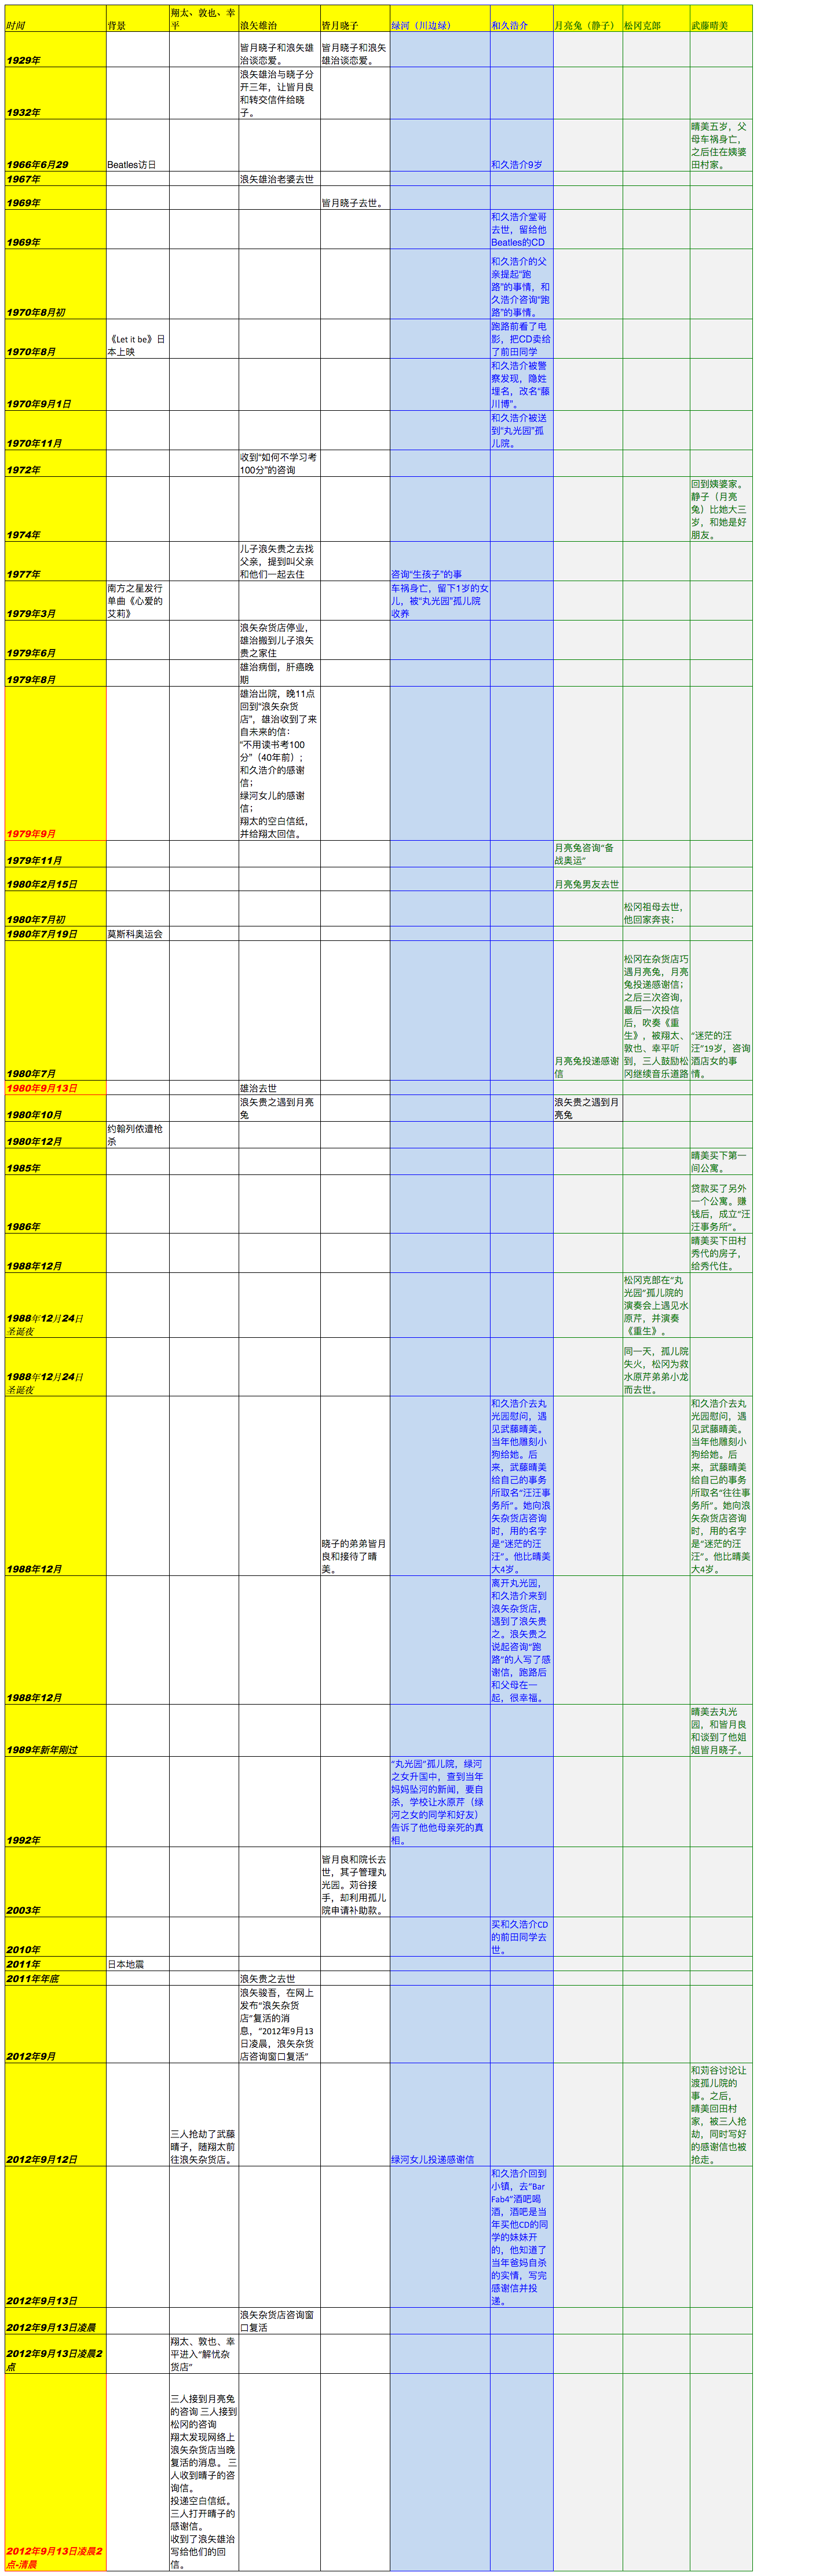 时间
背景
翔太、敦也、幸
平
浪矢雄治
皆月晓子
绿河（川边绿）
和久浩介
月亮兔（静子）
松冈克郎
武藤晴美
1929年
皆月晓子和浪矢雄
治谈恋爱。
皆月晓子和浪矢
雄治谈恋爱。
1932年
浪矢雄治与晓子分
开三年，让皆月良
和转交信件给晓
子。
1966年6月29
Beatles访日
和久浩介9岁
晴美五岁，父
母车祸身亡，
之后住在姨婆
田村家。
1967年
浪矢雄治老婆去世
1969年
皆月晓子去世。
1969年
和久浩介堂哥
去世，留给他
Beatles的CD
1970年8月初
和久浩介的父
亲提起“跑
路”的事情，和
久浩介咨询“跑
路”的事情。
1970年8月
《Let it be》日
本上映
跑路前看了电
影，把CD卖给
了前田同学
1970年9月1日
和久浩介被警
察发现，隐姓
埋名，改名“藤
川博”。
1970年11月
和久浩介被送
到“丸光园”孤
儿院。
1972年
收到“如何不学习考
100分”的咨询
1974年
回到姨婆家。
静子（月亮
兔）比她大三
岁，和她是好
朋友。
1977年
儿子浪矢贵之去找
父亲，提到叫父亲
和他们一起去住
咨询“生孩子”的事
1979年3月
南方之星发行
单曲《心爱的
艾莉》
车祸身亡，留下1岁的女
儿，被“丸光园”孤儿院
收养
1979年6月
浪矢杂货店停业，
雄治搬到儿子浪矢
贵之家住
1979年8月
雄治病倒，肝癌晚
期
1979年9月
雄治出院，晚11点
回到“浪矢杂货
店”，雄治收到了来
自未来的信：
“不用读书考100
分”（40年前）；
和久浩介的感谢
信；
绿河女儿的感谢
信；
翔太的空白信纸，
并给翔太回信。
1979年11月
月亮兔咨询“备
战奥运”
1980年2月15日
月亮兔男友去世
1980年7月初
松冈祖母去世，
他回家奔丧；
1980年7月19日
莫斯科奥运会
1980年7月
月亮兔投递感谢
信
松冈在杂货店巧
遇月亮兔，月亮
兔投递感谢信；
之后三次咨询，
最后一次投信
后，吹奏《重
生》，被翔太、
敦也、幸平听
到，三人鼓励松
冈继续音乐道路
“迷茫的汪
汪”19岁，咨询
酒店女的事
情。
1980年9月13日
雄治去世
1980年10月
浪矢贵之遇到月亮
兔
浪矢贵之遇到月
亮兔
1980年12月
约翰列侬遭枪
杀
1985年
晴美买下第一
间公寓。
1986年
贷款买了另外
一个公寓。赚
钱后，成立“汪
汪事务所”。
1988年12月
晴美买下田村
秀代的房子，
给秀代住。
1988年12月24日
圣诞夜
松冈克郎在“丸
光园”孤儿院的
演奏会上遇见水
原芹，并演奏
《重生》。
1988年12月24日
圣诞夜
同一天，孤儿院
失火，松冈为救
水原芹弟弟小龙
而去世。
1988年12月
晓子的弟弟皆月
良和接待了晴
美。
和久浩介去丸
光园慰问，遇
见武藤晴美。
当年他雕刻小
狗给她。后
来，武藤晴美
给自己的事务
所取名“汪汪事
务所”。她向浪
矢杂货店咨询
时，用的名字
是“迷茫的汪
汪”。他比晴美
大4岁。
和久浩介去丸
光园慰问，遇
见武藤晴美。
当年他雕刻小
狗给她。后
来，武藤晴美
给自己的事务
所取名“往往事
务所”。她向浪
矢杂货店咨询
时，用的名字
是“迷茫的汪
汪”。他比晴美
大4岁。
1988年12月
离开丸光园，
和久浩介来到
浪矢杂货店，
遇到了浪矢贵
之。浪矢贵之
说起咨询“跑
路”的人写了感
谢信，跑路后
和父母在一
起，很幸福。
1989年新年刚过
晴美去丸光
园，和皆月良
和谈到了他姐
姐皆月晓子。
1992年
“丸光园”孤儿院，绿河
之女升国中，查到当年
妈妈坠河的新闻，要自
杀，学校让水原芹（绿
河之女的同学和好友）
告诉了他他母亲死的真
相。
2003年
皆月良和院长去
世，其子管理丸
光园。苅谷接
手，却利用孤儿
院申请补助款。
2010年
买和久浩介CD
的前田同学去
世。
2011年
日本地震
2011年年底
浪矢贵之去世
2012年9月
浪矢骏吾，在网上
发布“浪矢杂货
店”复活的消
息，“2012年9月13
日凌晨，浪矢杂货
店咨询窗口复活”
2012年9月12日
三人抢劫了武藤
晴子，随翔太前
往浪矢杂货店。
绿河女儿投递感谢信
和苅谷讨论让
渡孤儿院的
事。之后，
晴美回田村
家，被三人抢
劫，同时写好
的感谢信也被
抢走。
2012年9月13日
和久浩介回到
小镇，去“Bar
Fab4”酒吧喝
酒，酒吧是当
年买他CD的同
学的妹妹开
的，他知道了
当年爸妈自杀
的实情，写完
感谢信并投
递。
2012年9月13日凌晨
浪矢杂货店咨询窗
口复活
2012年9月13日凌晨2
点
翔太、敦也、幸
平进入“解忧杂
货店”
2012年9月13日凌晨2
点-清晨
三人接到月亮兔
的咨询 三人接到
松冈的咨询
翔太发现网络上
浪矢杂货店当晚
复活的消息。 三
人收到晴子的咨
询信。
投递空白信纸。
三人打开晴子的
感谢信。
收到了浪矢雄治
写给他们的回
信。